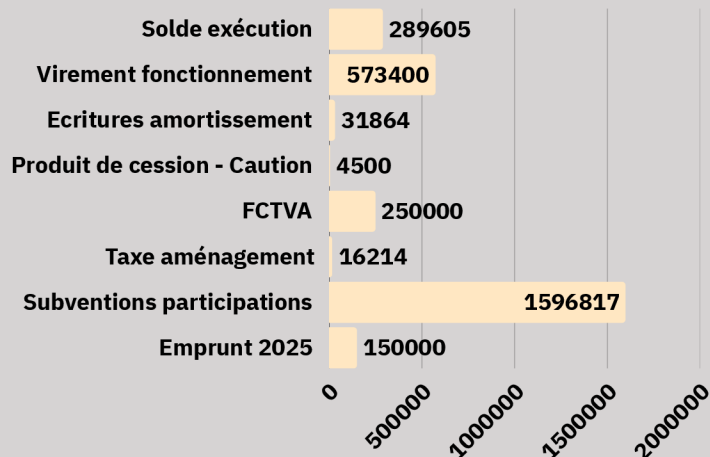 Solde exécution 289605
Virement fonctionnement 573400
Ecritures amortissement 31864
Produit de cession - Caution 4500
FCTVA 250000
Taxe aménagement 16214
Subventions participations 1596817
Emprunt 2025 150000
0 500000 1000000 1500000 2000000